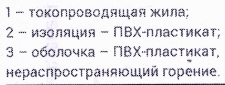 1 – токопроводящая жила;
2 – изоляция – ПВХ-пластикат;
3 – оболочка – ПВХ-пластикат,
нераспространяющий горение.